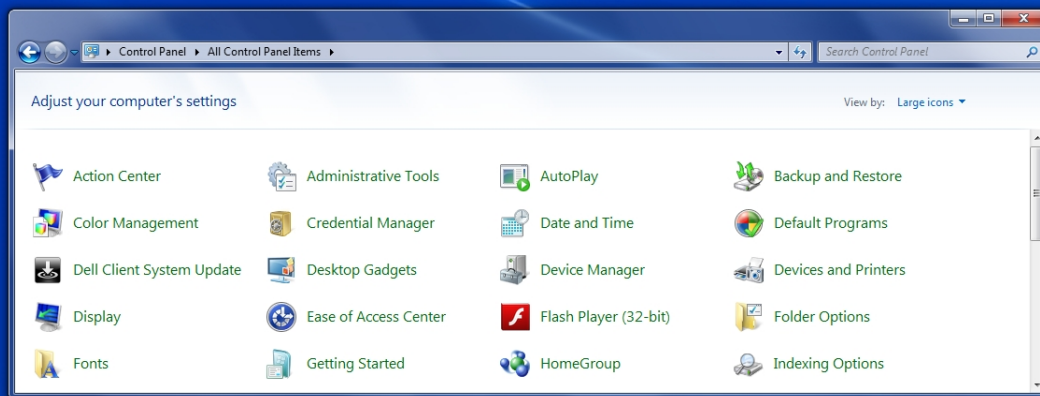 Control Panel All Control Panel Items Search Control Panel
Adjust your computer's settings View by: Large icons
Action Center Administrative Tools AutoPlay Backup and Restore
Color Management Credential Manager Date and Time Default Programs
Dell Client System Update Desktop Gadgets Device Manager Devices and Printers
Display Ease of Access Center Flash Player (32-bit) Folder Options
Fonts Getting Started HomeGroup Indexing Options